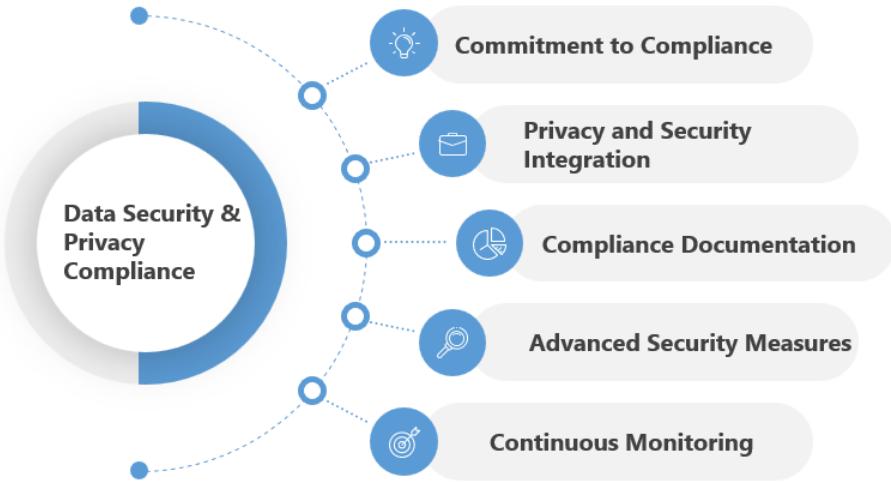 Data Security &
Privacy
Compliance
Commitment to Compliance
Privacy and Security
Integration
Compliance Documentation
Advanced Security Measures
Continuous Monitoring